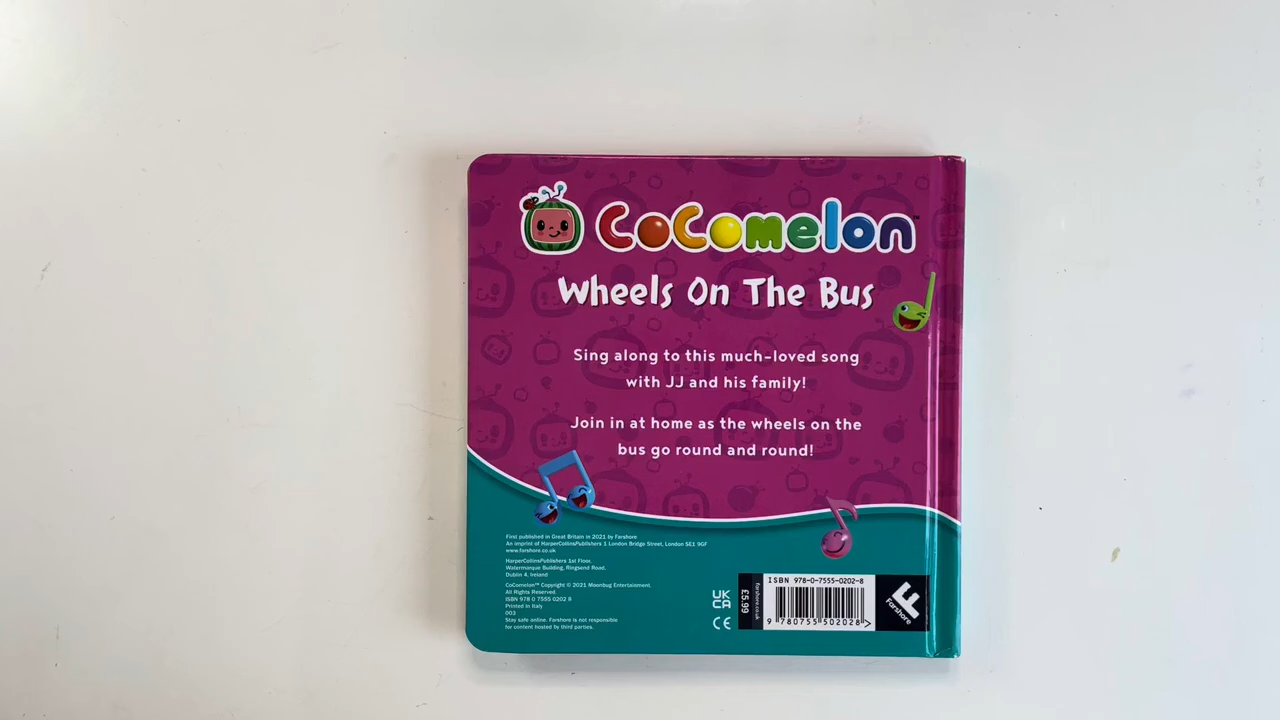 CoComelon™
Wheels On The Bus
Sing along to this much-loved song
with JJ and his family!
Join in at home as the wheels on the
bus go round and round!
First published in Great Britain in 2021 by Farshore
An imprint of HarperCollinsPublishers 1 London Bridge Street, London SE1 9GF
www.farshore.co.uk
HarperCollinsPublishers 1st Floor,
Watermarque Building, Ringsend Road,
Dublin 4, Ireland
CoComelon™ Copyright © 2021 Moonbug Entertainment.
All Rights Reserved.
ISBN 978 0 7555 0202 8
Printed in Italy
003
Stay safe online. Farshore is not responsible
for content hosted by third parties.
UK
CA
CE
£5.99
farshore.co.uk
ISBN 978-0-7555-0202-8
9 780755 502028 >
F
Farshore